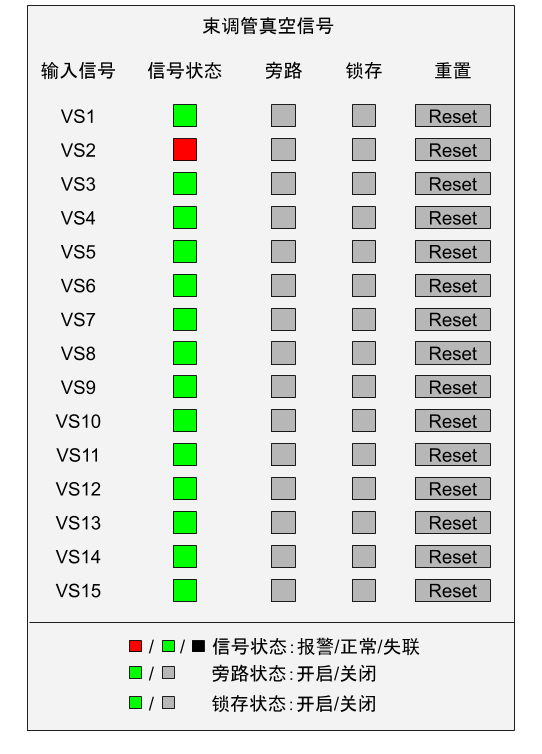 束调管真空信号
输入信号 信号状态 旁路 锁存 重置
VS1 Reset
VS2 Reset
VS3 Reset
VS4 Reset
VS5 Reset
VS6 Reset
VS7 Reset
VS8 Reset
VS9 Reset
VS10 Reset
VS11 Reset
VS12 Reset
VS13 Reset
VS14 Reset
VS15 Reset
/ / 信号状态:报警/正常/失联
/ 旁路状态:开启/关闭
/ 锁存状态:开启/关闭